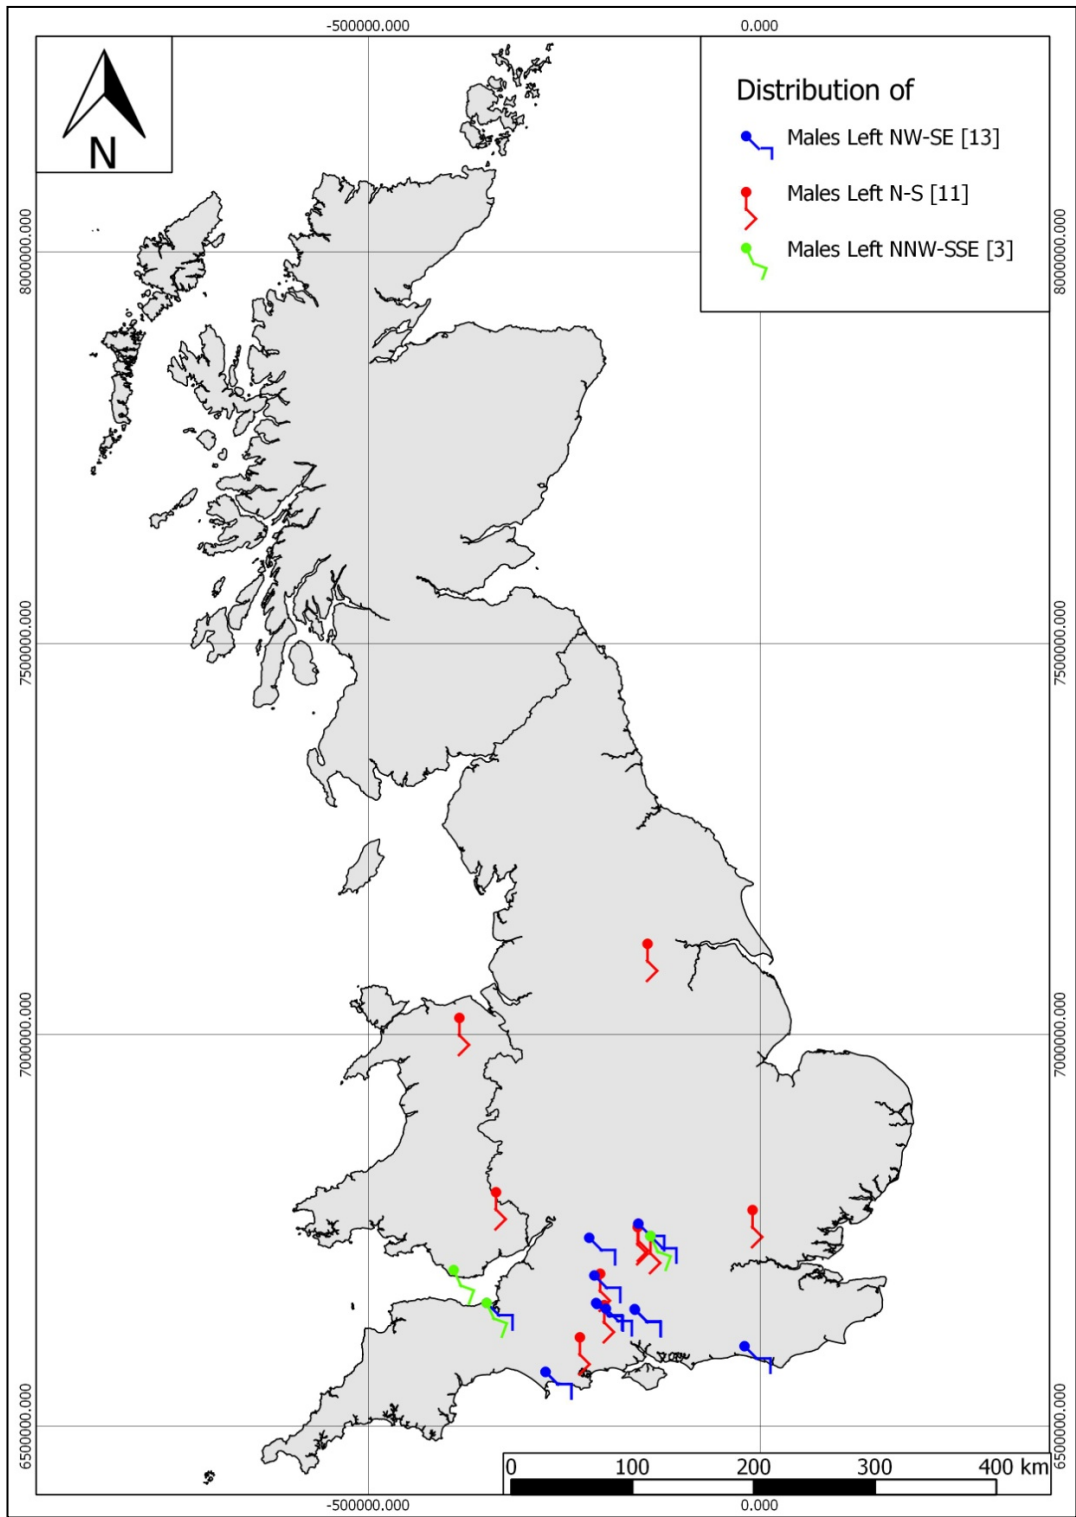 -500000.000 0.000
N
Distribution of
Males Left NW-SE [13]
Males Left N-S [11]
Males Left NNW-SSE [3]
8000000.000 8000000.000
7500000.000 7500000.000
7000000.000 7000000.000
6500000.000 6500000.000
0 100 200 300 400 km
-500000.000 0.000